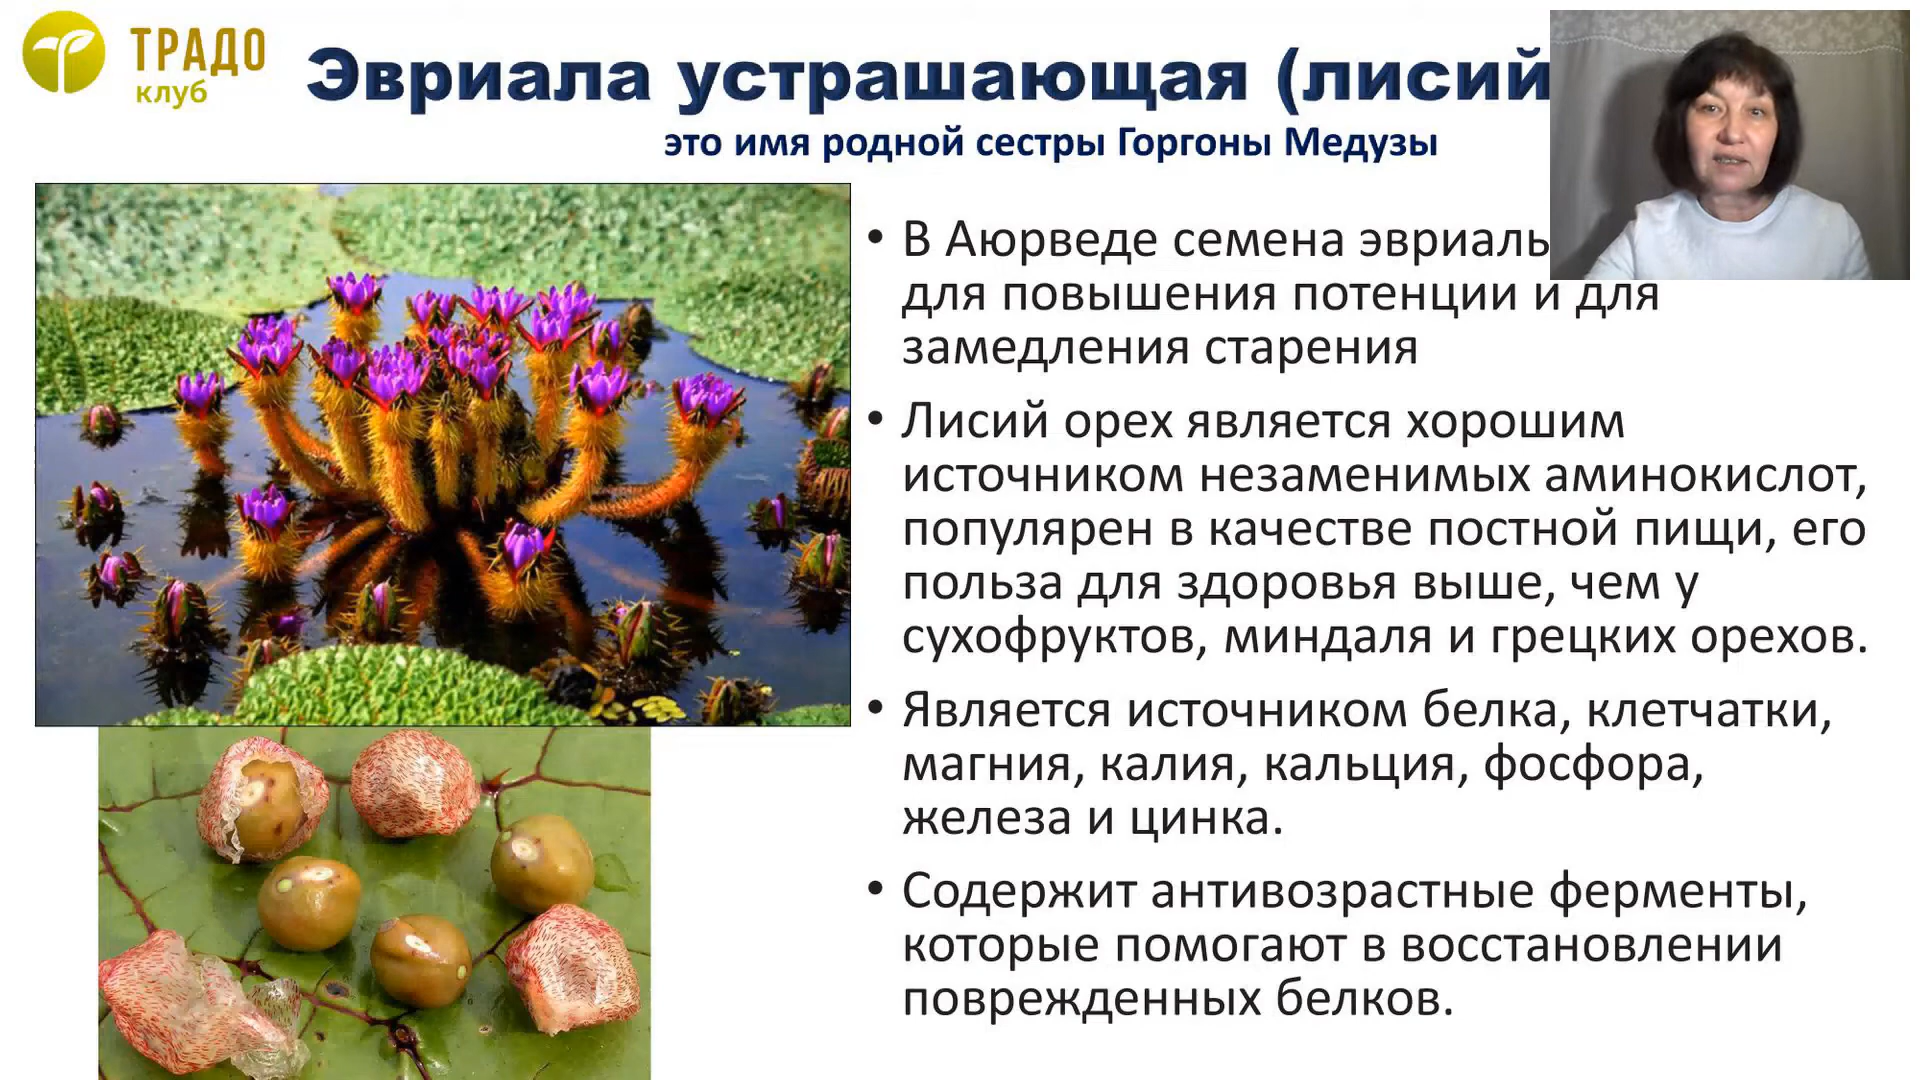 ТРАДО
клуб
Эвриала устрашающая (лисий
это имя родной сестры Горгоны Медузы
• В Аюрведе семена эвриалы
для повышения потенции и для
замедления старения
• Лисий орех является хорошим
источником незаменимых аминокислот,
популярен в качестве постной пищи, его
польза для здоровья выше, чем у
сухофруктов, миндаля и грецких орехов.
• Является источником белка, клетчатки,
магния, калия, кальция, фосфора,
железа и цинка.
• Содержит антивозрастные ферменты,
которые помогают в восстановлении
поврежденных белков.